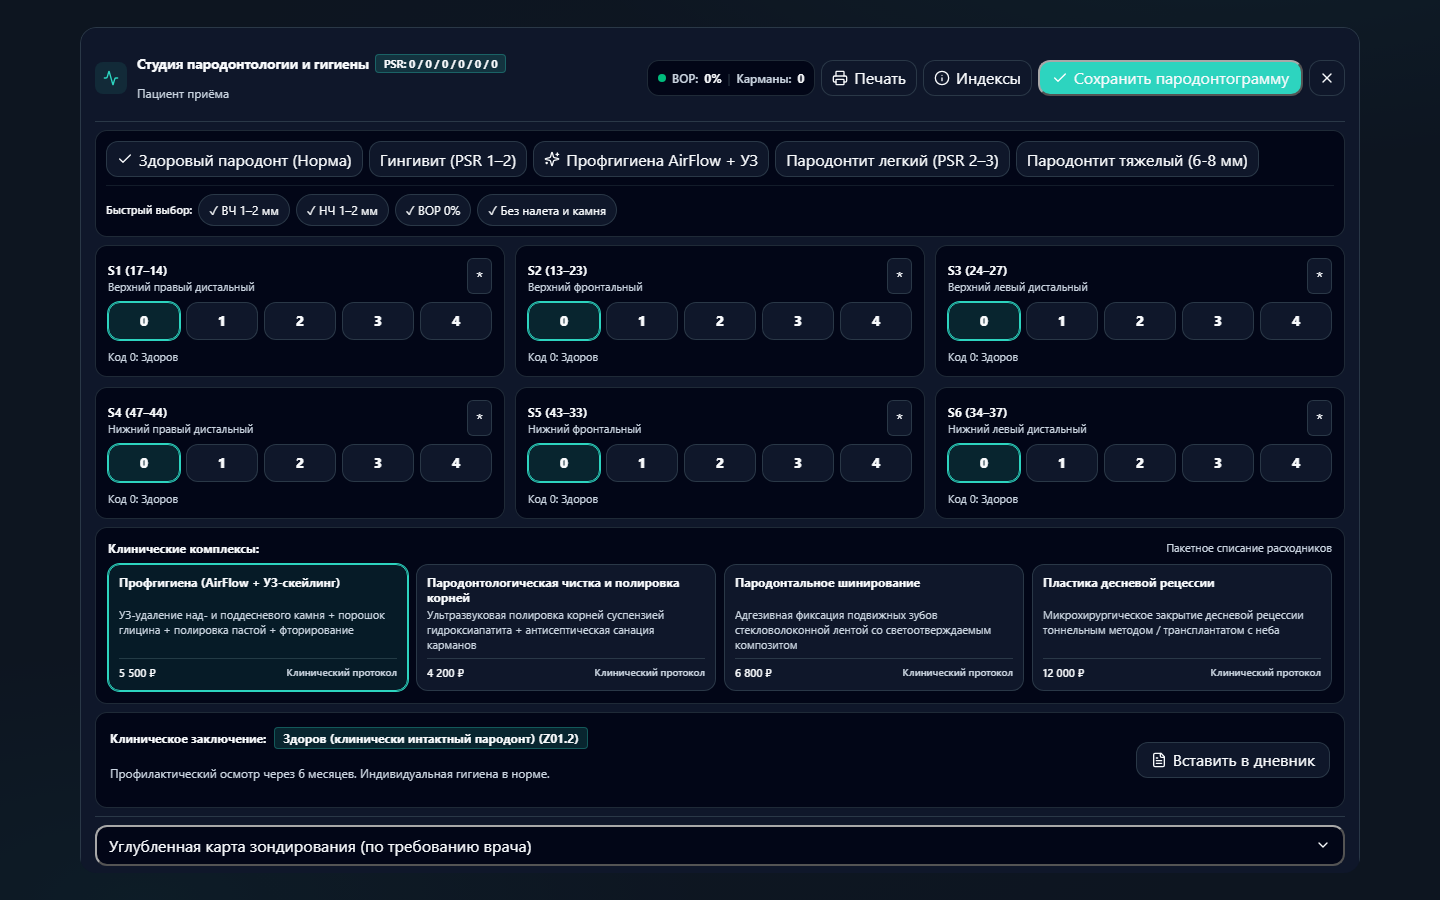 Студия пародонтологии и гигиены
PSR: 0 / 0 / 0 / 0 / 0 / 0
Пациент приёма
ВОР: 0% | Карманы: 0
Печать
Индексы
Сохранить пародонтограмму
Здоровый пародонт (Норма)
Гингивит (PSR 1–2)
Профгигиена AirFlow + УЗ
Пародонтит легкий (PSR 2–3)
Пародонтит тяжелый (6-8 мм)
Быстрый выбор:
✓ ВЧ 1–2 мм
✓ НЧ 1–2 мм
✓ ВОР 0%
✓ Без налета и камня
S1 (17–14)
*
Верхний правый дистальный
0 1 2 3 4
Код 0: Здоров
S2 (13–23)
*
Верхний фронтальный
0 1 2 3 4
Код 0: Здоров
S3 (24–27)
*
Верхний левый дистальный
0 1 2 3 4
Код 0: Здоров
S4 (47–44)
*
Нижний правый дистальный
0 1 2 3 4
Код 0: Здоров
S5 (43–33)
*
Нижний фронтальный
0 1 2 3 4
Код 0: Здоров
S6 (34–37)
*
Нижний левый дистальный
0 1 2 3 4
Код 0: Здоров
Клинические комплексы:
Пакетное списание расходников
Профгигиена (AirFlow + УЗ-скейлинг)
УЗ-удаление над- и поддесневого камня + порошок
глицина + полировка пастой + фторирование
5 500 ₽
Клинический протокол
Пародонтологическая чистка и полировка
корней
Ультразвуковая полировка корней суспензией
гидроксиапатита + антисептическая санация
карманов
4 200 ₽
Клинический протокол
Пародонтальное шинирование
Адгезивная фиксация подвижных зубов
стекловолоконной лентой со светоотверждаемым
композитом
6 800 ₽
Клинический протокол
Пластика десневой рецессии
Микрохирургическое закрытие десневой рецессии
тоннельным методом / трансплантатом с неба
12 000 ₽
Клинический протокол
Клиническое заключение:
Здоров (клинически интактный пародонт) (Z01.2)
Профилактический осмотр через 6 месяцев. Индивидуальная гигиена в норме.
Вставить в дневник
Углубленная карта зондирования (по требованию врача)